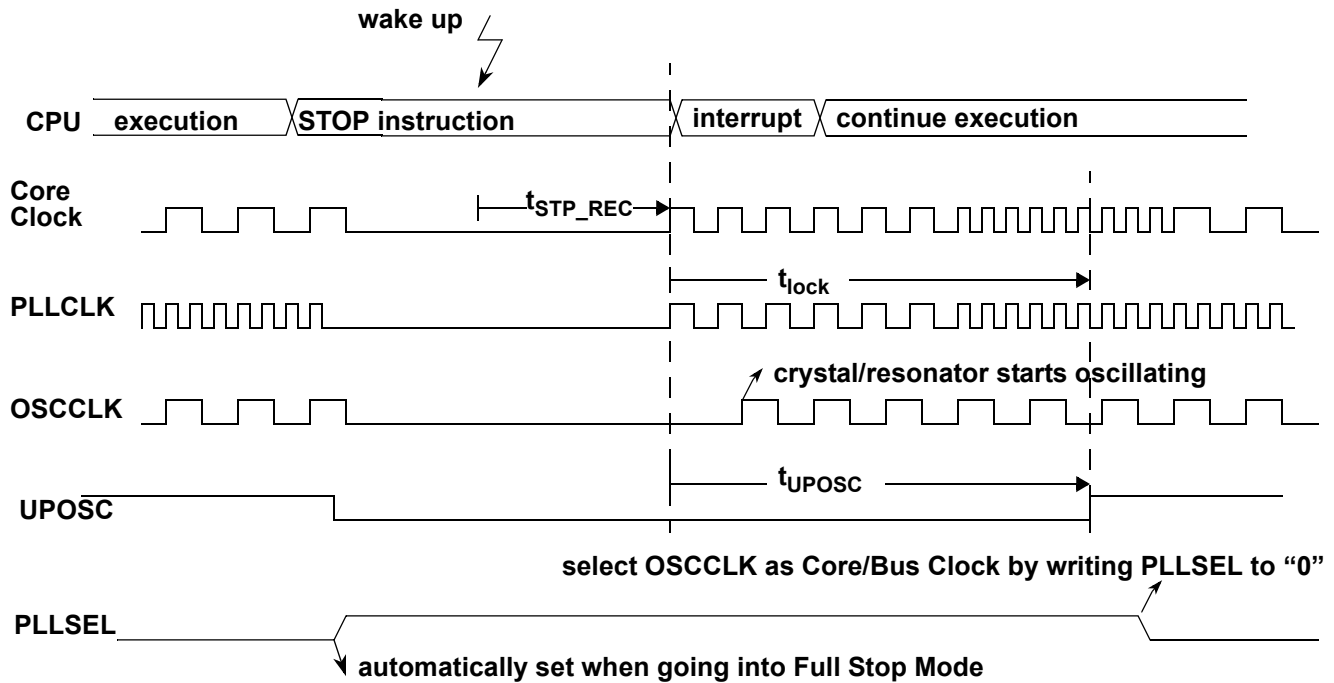 wake up
CPU execution STOP instruction interrupt continue execution
Core
Clock
tSTP_REC
tlock
PLLCLK
crystal/resonator starts oscillating
OSCCLK
tUPOSC
UPOSC
select OSCCLK as Core/Bus Clock by writing PLLSEL to “0”
PLLSEL
automatically set when going into Full Stop Mode